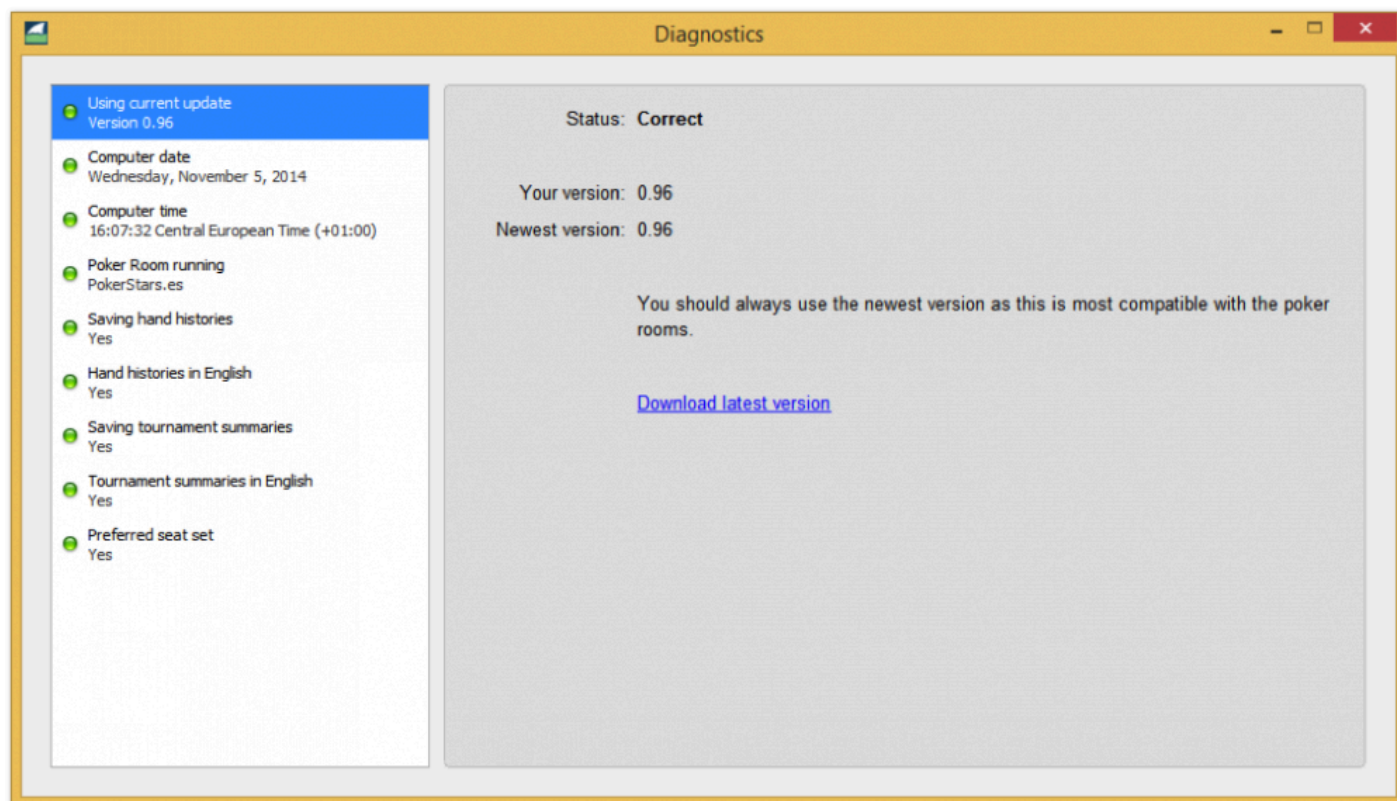 Diagnostics
Using current update
Version 0.96
Computer date
Wednesday, November 5, 2014
Computer time
16:07:32 Central European Time (+01:00)
Poker Room running
PokerStars.es
Saving hand histories
Yes
Hand histories in English
Yes
Saving tournament summaries
Yes
Tournament summaries in English
Yes
Preferred seat set
Yes
Status: Correct
Your version: 0.96
Newest version: 0.96
You should always use the newest version as this is most compatible with the poker
rooms.
Download latest version